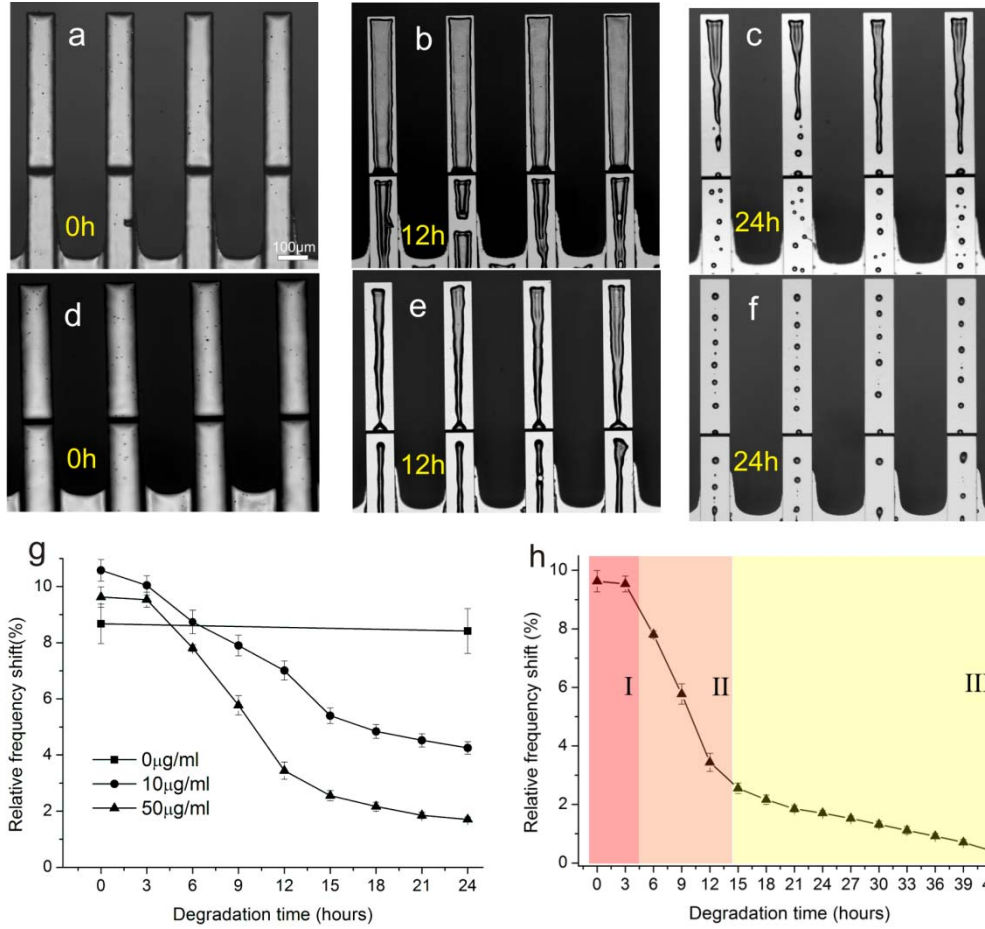 a
b
c
0h
100μm
12h
24h
d
e
f
0h
12h
24h
g
Relative frequency shift(%)
10
8
6
4
2
0
0μg/ml
10μg/ml
50μg/ml
0 3 6 9 12 15 18 21 24
Degradation time (hours)
h
Relative frequency shift (%)
10
8
6
4
2
0
I
II
III
0 3 6 9 12 15 18 21 24 27 30 33 36 39 4
Degradation time (hours)